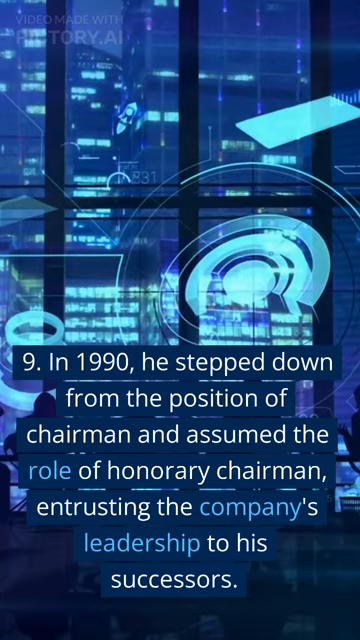 VIDEO MADE WITH
PICTORY.AI
9. In 1990, he stepped down
from the position of
chairman and assumed the
role of honorary chairman,
entrusting the company's
leadership to his
successors.